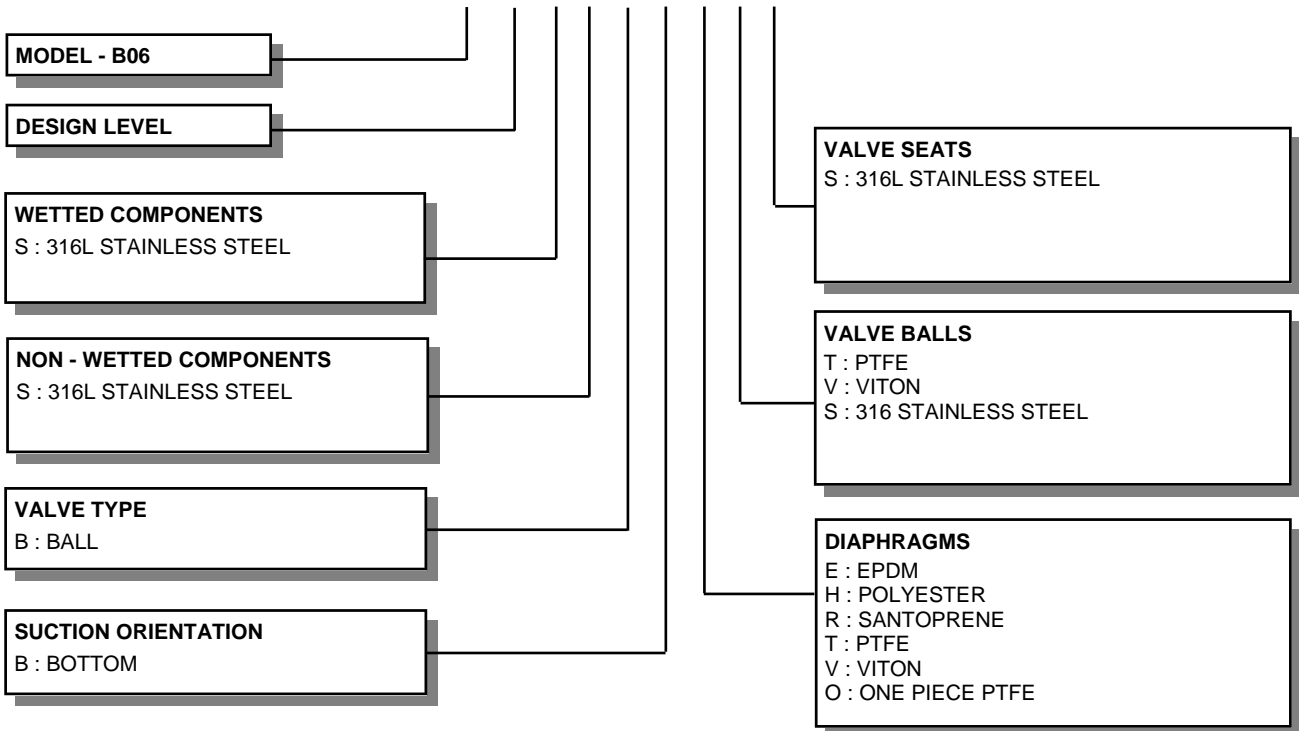 MODEL - B06
DESIGN LEVEL
WETTED COMPONENTS
S : 316L STAINLESS STEEL
NON - WETTED COMPONENTS
S : 316L STAINLESS STEEL
VALVE TYPE
B : BALL
SUCTION ORIENTATION
B : BOTTOM
VALVE SEATS
S : 316L STAINLESS STEEL
VALVE BALLS
T : PTFE
V : VITON
S : 316 STAINLESS STEEL
DIAPHRAGMS
E : EPDM
H : POLYESTER
R : SANTOPRENE
T : PTFE
V : VITON
O : ONE PIECE PTFE